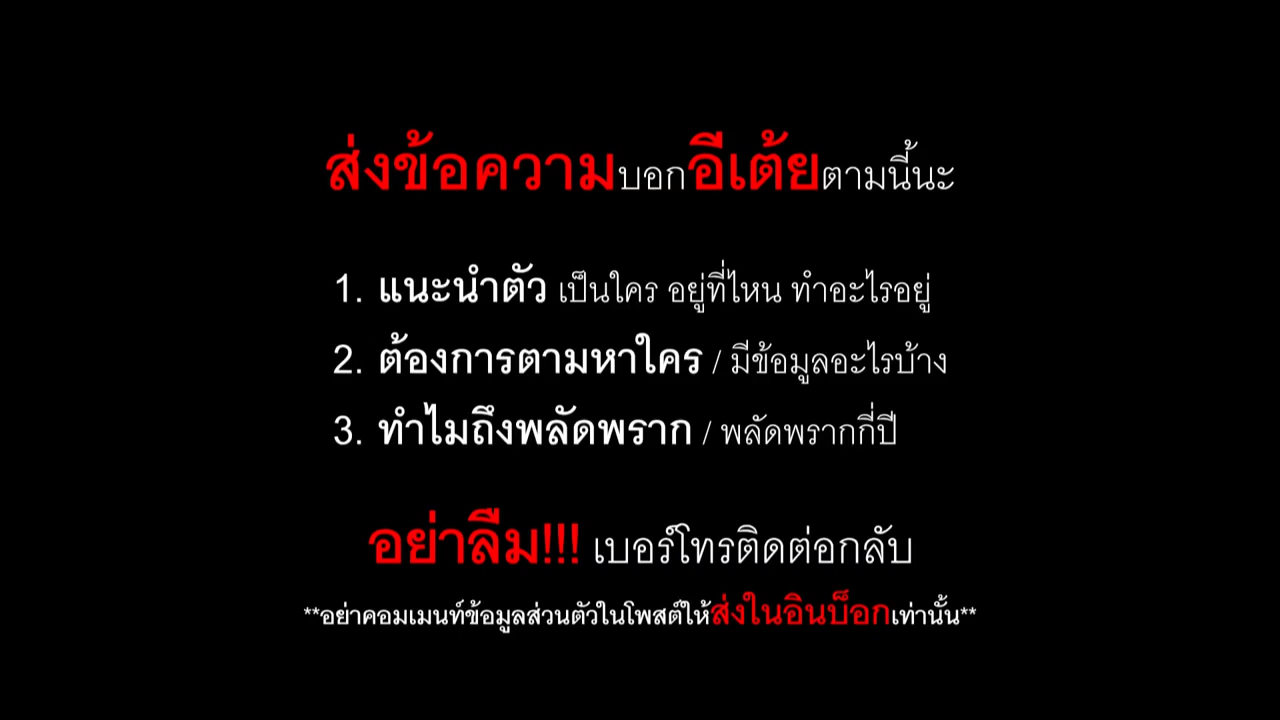 ส่งข้อความบอกอีเต้ยตามนี้นะ
1. แนะนำตัว เป็นใคร อยู่ที่ไหน ทำอะไรอยู่
2. ต้องการตามหาใคร / มีข้อมูลอะไรบ้าง
3. ทำไมถึงพลัดพราก / พลัดพรากกี่ปี
อย่าลืม!!! เบอร์โทรติดต่อกลับ
**อย่าคอมเมนท์ข้อมูลส่วนตัวในโพสต์ให้ส่งในอินบ็อกเท่านั้น**